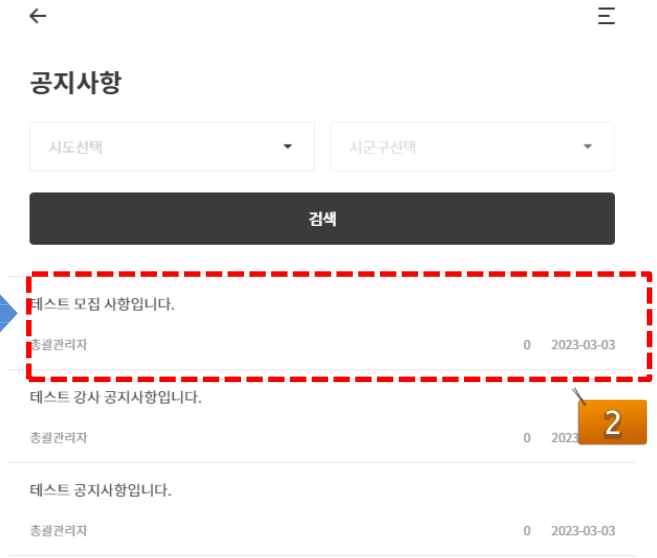 공지사항
시도선택 시군구선택
검색
테스트 모집 사항입니다.
총괄관리자 0 2023-03-03
테스트 강사 공지사항입니다.
총괄관리자 0 2023
2
테스트 공지사항입니다.
총괄관리자 0 2023-03-03